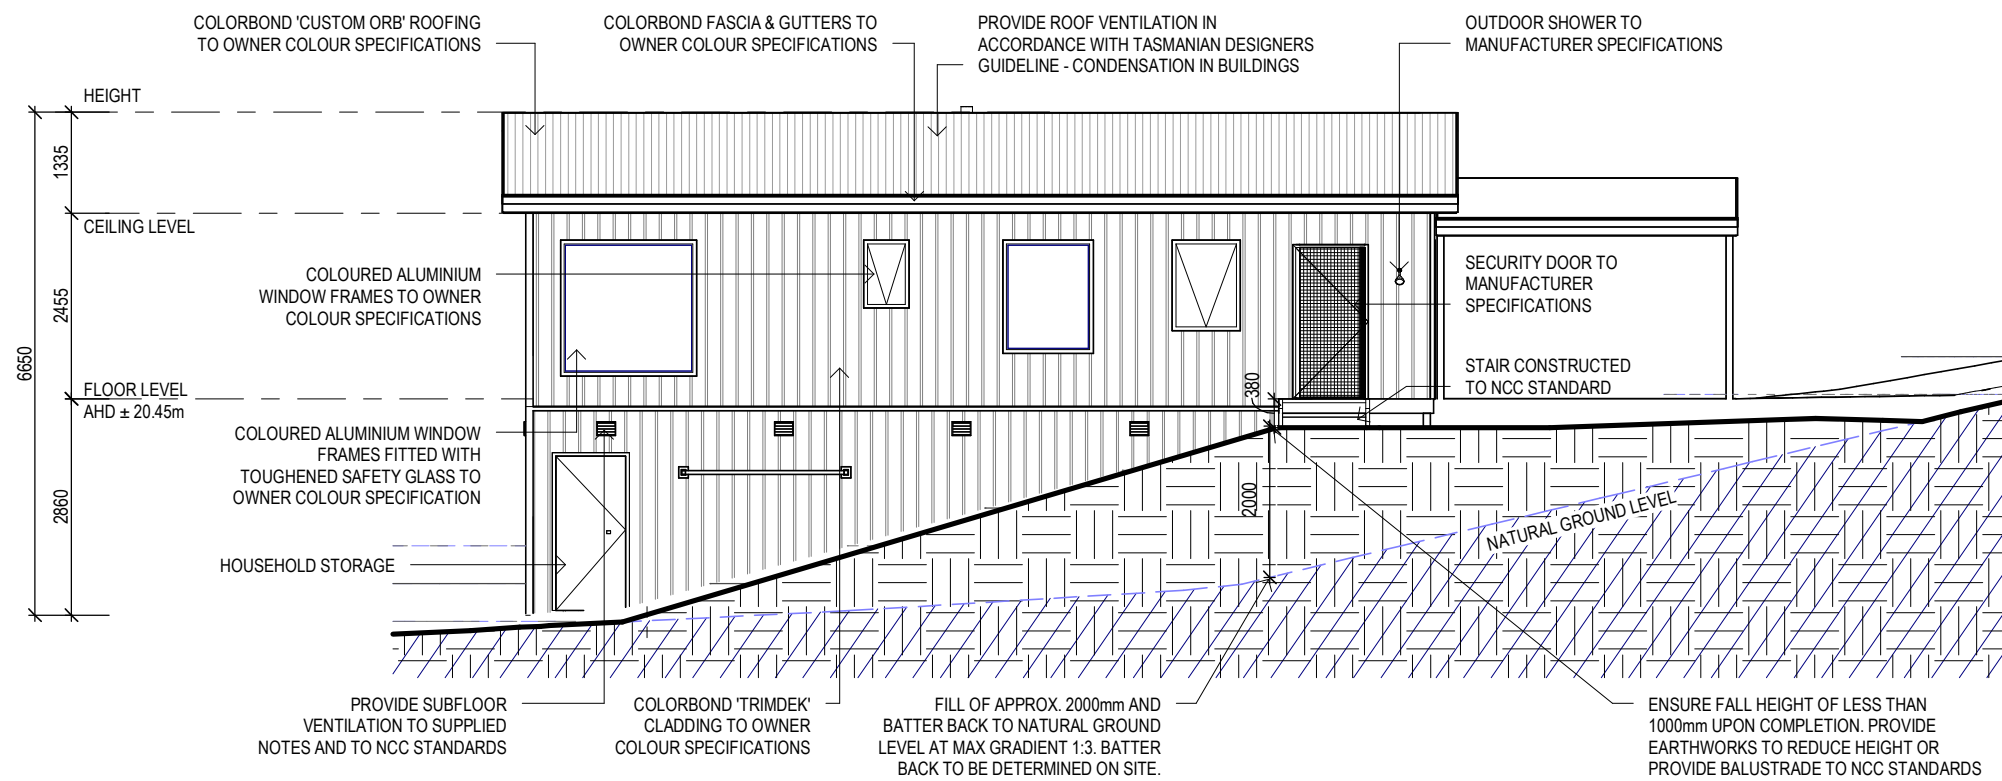 COLORBOND 'CUSTOM ORB' ROOFING
TO OWNER COLOUR SPECIFICATIONS
COLORBOND FASCIA & GUTTERS TO
OWNER COLOUR SPECIFICATIONS
PROVIDE ROOF VENTILATION IN
ACCORDANCE WITH TASMANIAN DESIGNERS
GUIDELINE - CONDENSATION IN BUILDINGS
OUTDOOR SHOWER TO
MANUFACTURER SPECIFICATIONS
HEIGHT
1335
CEILING LEVEL
2455
6650
FLOOR LEVEL
AHD ± 20.45m
2860
COLOURED ALUMINIUM
WINDOW FRAMES TO OWNER
COLOUR SPECIFICATIONS
COLOURED ALUMINIUM WINDOW
FRAMES FITTED WITH
TOUGHENED SAFETY GLASS TO
OWNER COLOUR SPECIFICATION
HOUSEHOLD STORAGE
SECURITY DOOR TO
MANUFACTURER
SPECIFICATIONS
STAIR CONSTRUCTED
TO NCC STANDARD
380
2000
NATURAL GROUND LEVEL
PROVIDE SUBFLOOR
VENTILATION TO SUPPLIED
NOTES AND TO NCC STANDARDS
COLORBOND 'TRIMDEK'
CLADDING TO OWNER
COLOUR SPECIFICATIONS
FILL OF APPROX. 2000mm AND
BATTER BACK TO NATURAL GROUND
LEVEL AT MAX GRADIENT 1:3. BATTER
BACK TO BE DETERMINED ON SITE.
ENSURE FALL HEIGHT OF LESS THAN
1000mm UPON COMPLETION. PROVIDE
EARTHWORKS TO REDUCE HEIGHT OR
PROVIDE BALUSTRADE TO NCC STANDARDS